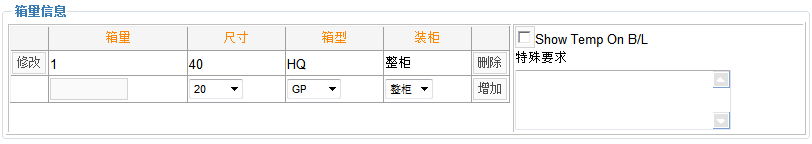 箱量信息
箱量 尺寸 箱型 装柜
修改 1 40 HQ 整柜 删除
20 GP 整柜 增加
Show Temp On B/L
特殊要求